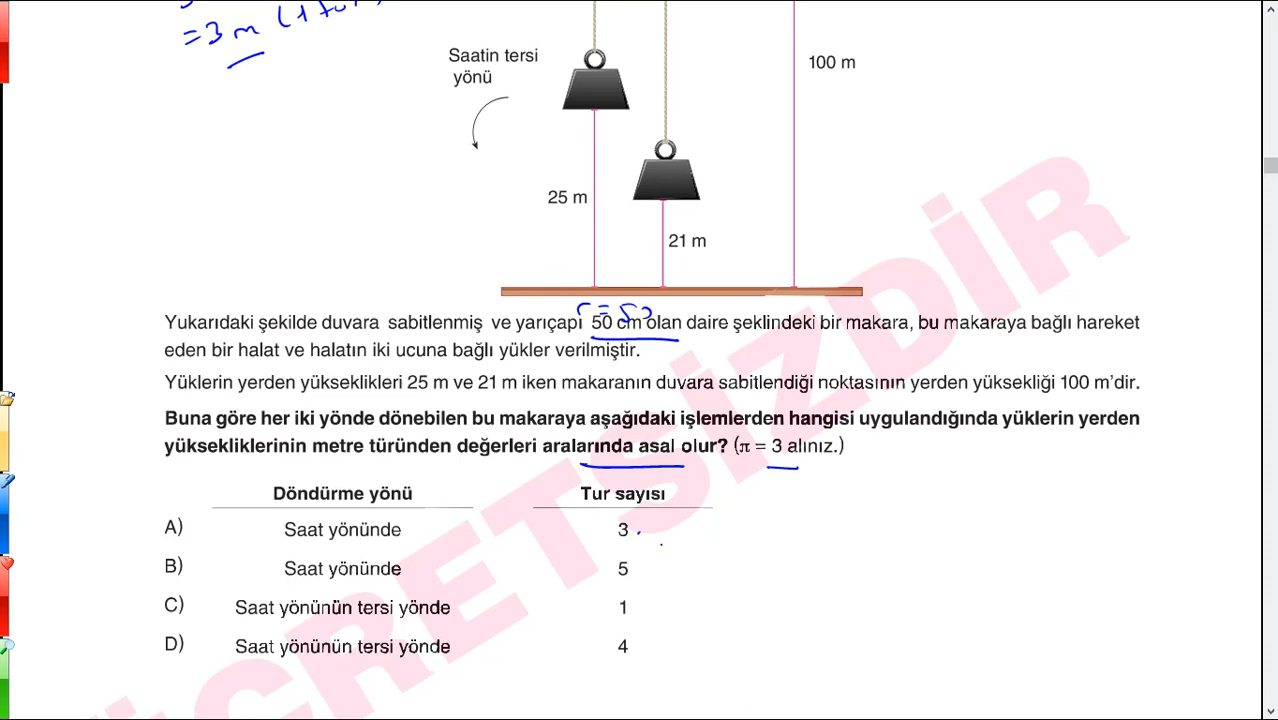 = 3 m (1 tur)
Saatin tersi
yönü
100 m
25 m
21 m
r = 50
Yukarıdaki şekilde duvara sabitlenmiş ve yarıçapı 50 cm olan daire şeklindeki bir makara, bu makaraya bağlı hareket
eden bir halat ve halatın iki ucuna bağlı yükler verilmiştir.
Yüklerin yerden yükseklikleri 25 m ve 21 m iken makaranın duvara sabitlendiği noktasının yerden yüksekliği 100 m'dir.
Buna göre her iki yönde dönebilen bu makaraya aşağıdaki işlemlerden hangisi uygulandığında yüklerin yerden
yüksekliklerinin metre türünden değerleri aralarında asal olur? (π = 3 alınız.)
Döndürme yönü Tur sayısı
A) Saat yönünde 3
B) Saat yönünde 5
C) Saat yönünün tersi yönde 1
D) Saat yönünün tersi yönde 4
ÜCRETSİZDİR